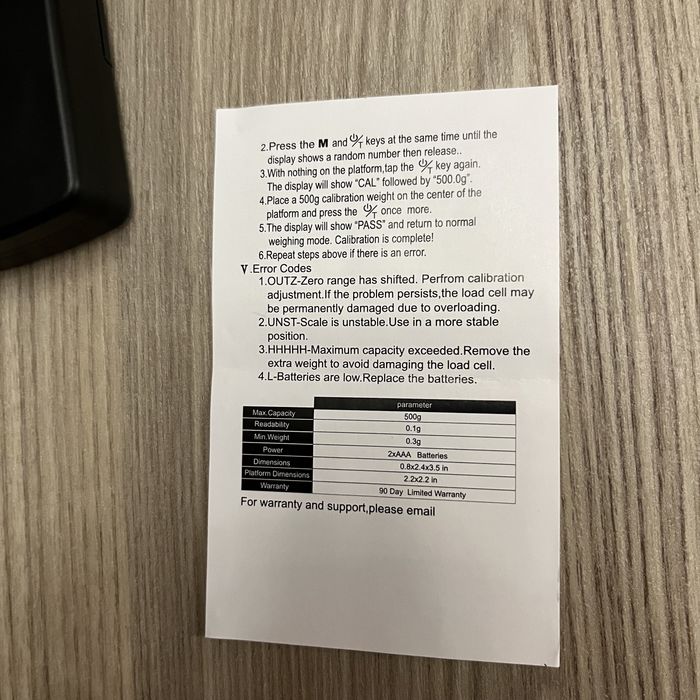 2.Press the M and ⏻/T keys at the same time until the
display shows a random number then release..
3.With nothing on the platform,tap the ⏻/T key again.
The display will show "CAL" followed by "500.0g".
4.Place a 500g calibration weight on the center of the
platform and press the ⏻/T once more.
5.The display will show "PASS" and return to normal
weighing mode. Calibration is complete!
6.Repeat steps above if there is an error.
V.Error Codes
1.OUTZ-Zero range has shifted. Perfrom calibration
adjustment.If the problem persists,the load cell may
be permanently damaged due to overloading.
2.UNST-Scale is unstable.Use in a more stable
position.
3.HHHHH-Maximum capacity exceeded.Remove the
extra weight to avoid damaging the load cell.
4.L-Batteries are low.Replace the batteries.
parameter
Max.Capacity 500g
Readability 0.1g
Min.Weight 0.3g
Power 2xAAA Batteries
Dimensions 0.8x2.4x3.5 in
Platform Dimensions 2.2x2.2 in
Warranty 90 Day Limited Warranty
For warranty and support,please email